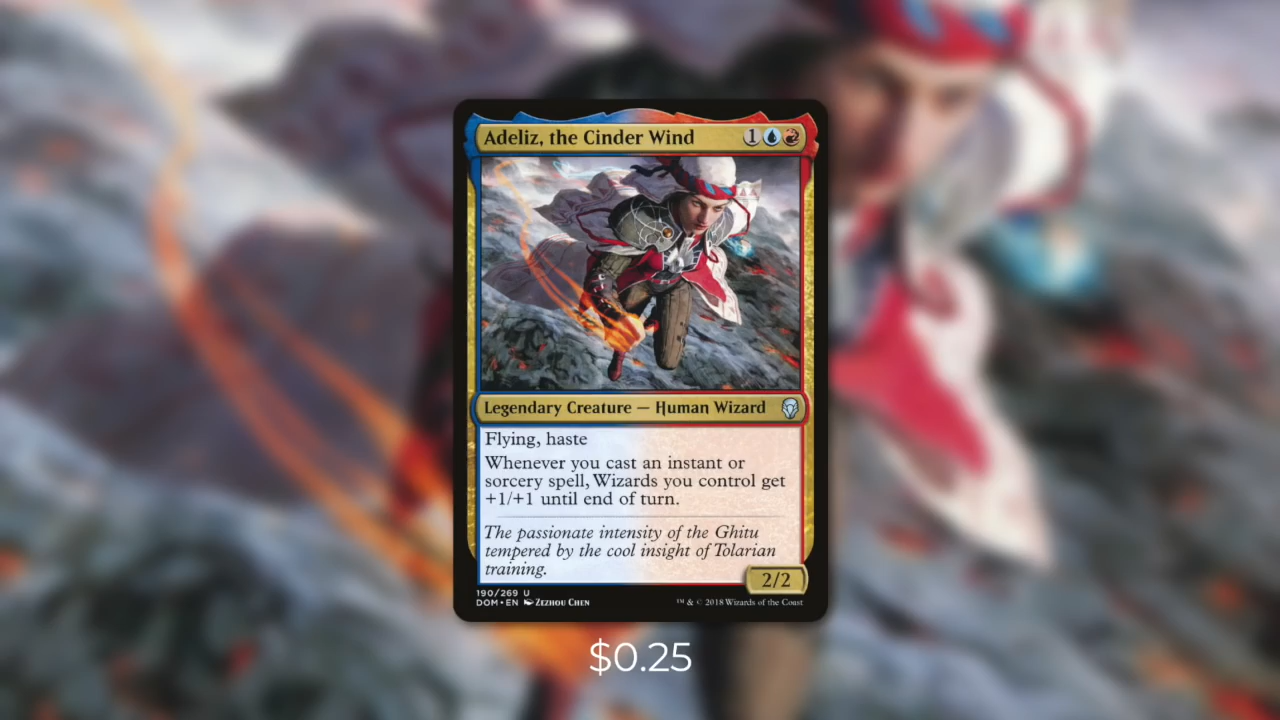 Adeliz, the Cinder Wind 1
Legendary Creature — Human Wizard
Flying, haste
Whenever you cast an instant or
sorcery spell, Wizards you control get
+1/+1 until end of turn.
The passionate intensity of the Ghitu
tempered by the cool insight of Tolarian
training.
2/2
190/269 U
DOM • EN Zezhou Chen ™ & © 2018 Wizards of the Coast
$0.25